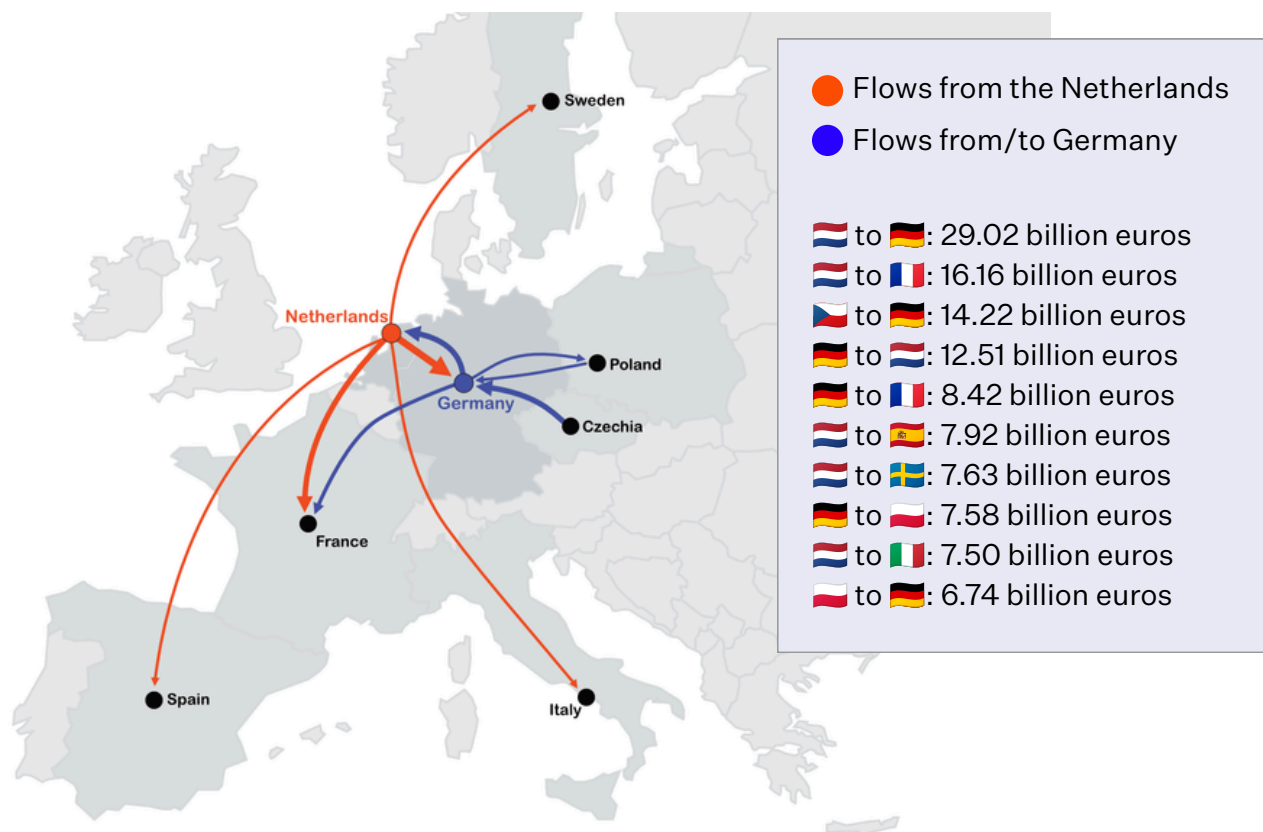 Sweden
Netherlands
Poland
Germany
Czechia
France
Spain
Italy
Flows from the Netherlands
Flows from/to Germany
🇳🇱 to 🇩🇪: 29.02 billion euros
🇳🇱 to 🇫🇷: 16.16 billion euros
🇨🇿 to 🇩🇪: 14.22 billion euros
🇩🇪 to 🇳🇱: 12.51 billion euros
🇩🇪 to 🇫🇷: 8.42 billion euros
🇳🇱 to 🇪🇸: 7.92 billion euros
🇳🇱 to 🇸🇪: 7.63 billion euros
🇩🇪 to 🇵🇱: 7.58 billion euros
🇳🇱 to 🇮🇹: 7.50 billion euros
🇵🇱 to 🇩🇪: 6.74 billion euros